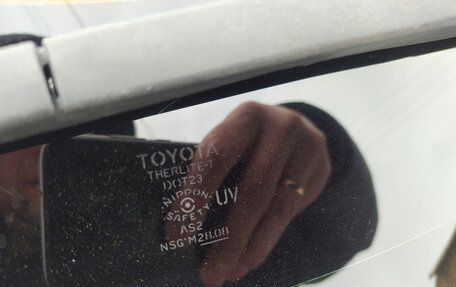 TOYOTA
THERLITE-T
DOT23
NIPPON
SAFETY
UV
AS2
NSG·M28.08